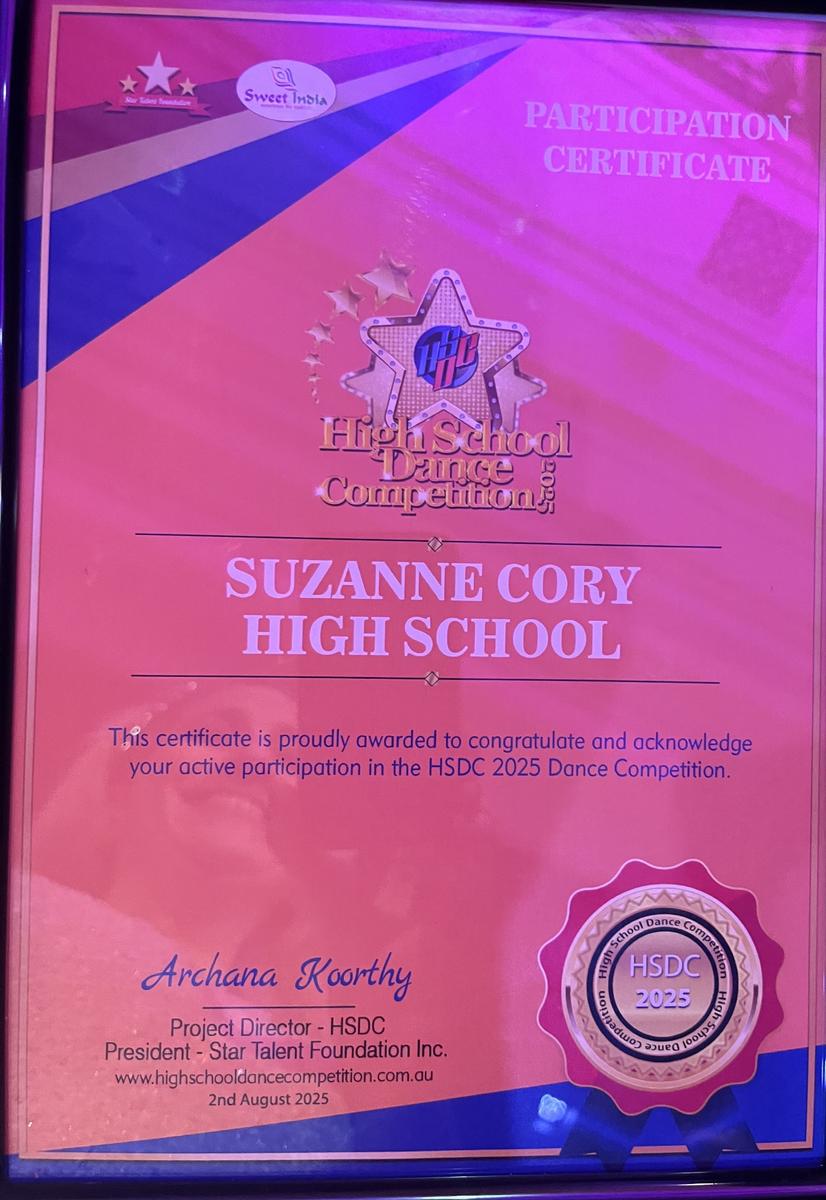 Star Talent Foundation
Sweet India
PARTICIPATION
CERTIFICATE
HSDC
High School
Dance
Competition
2025
SUZANNE CORY
HIGH SCHOOL
This certificate is proudly awarded to congratulate and acknowledge
your active participation in the HSDC 2025 Dance Competition.
Archana Koorthy
Project Director - HSDC
President - Star Talent Foundation Inc.
www.highschooldancecompetition.com.au
2nd August 2025
High School Dance Competition
HSDC
2025
High School Dance Competition